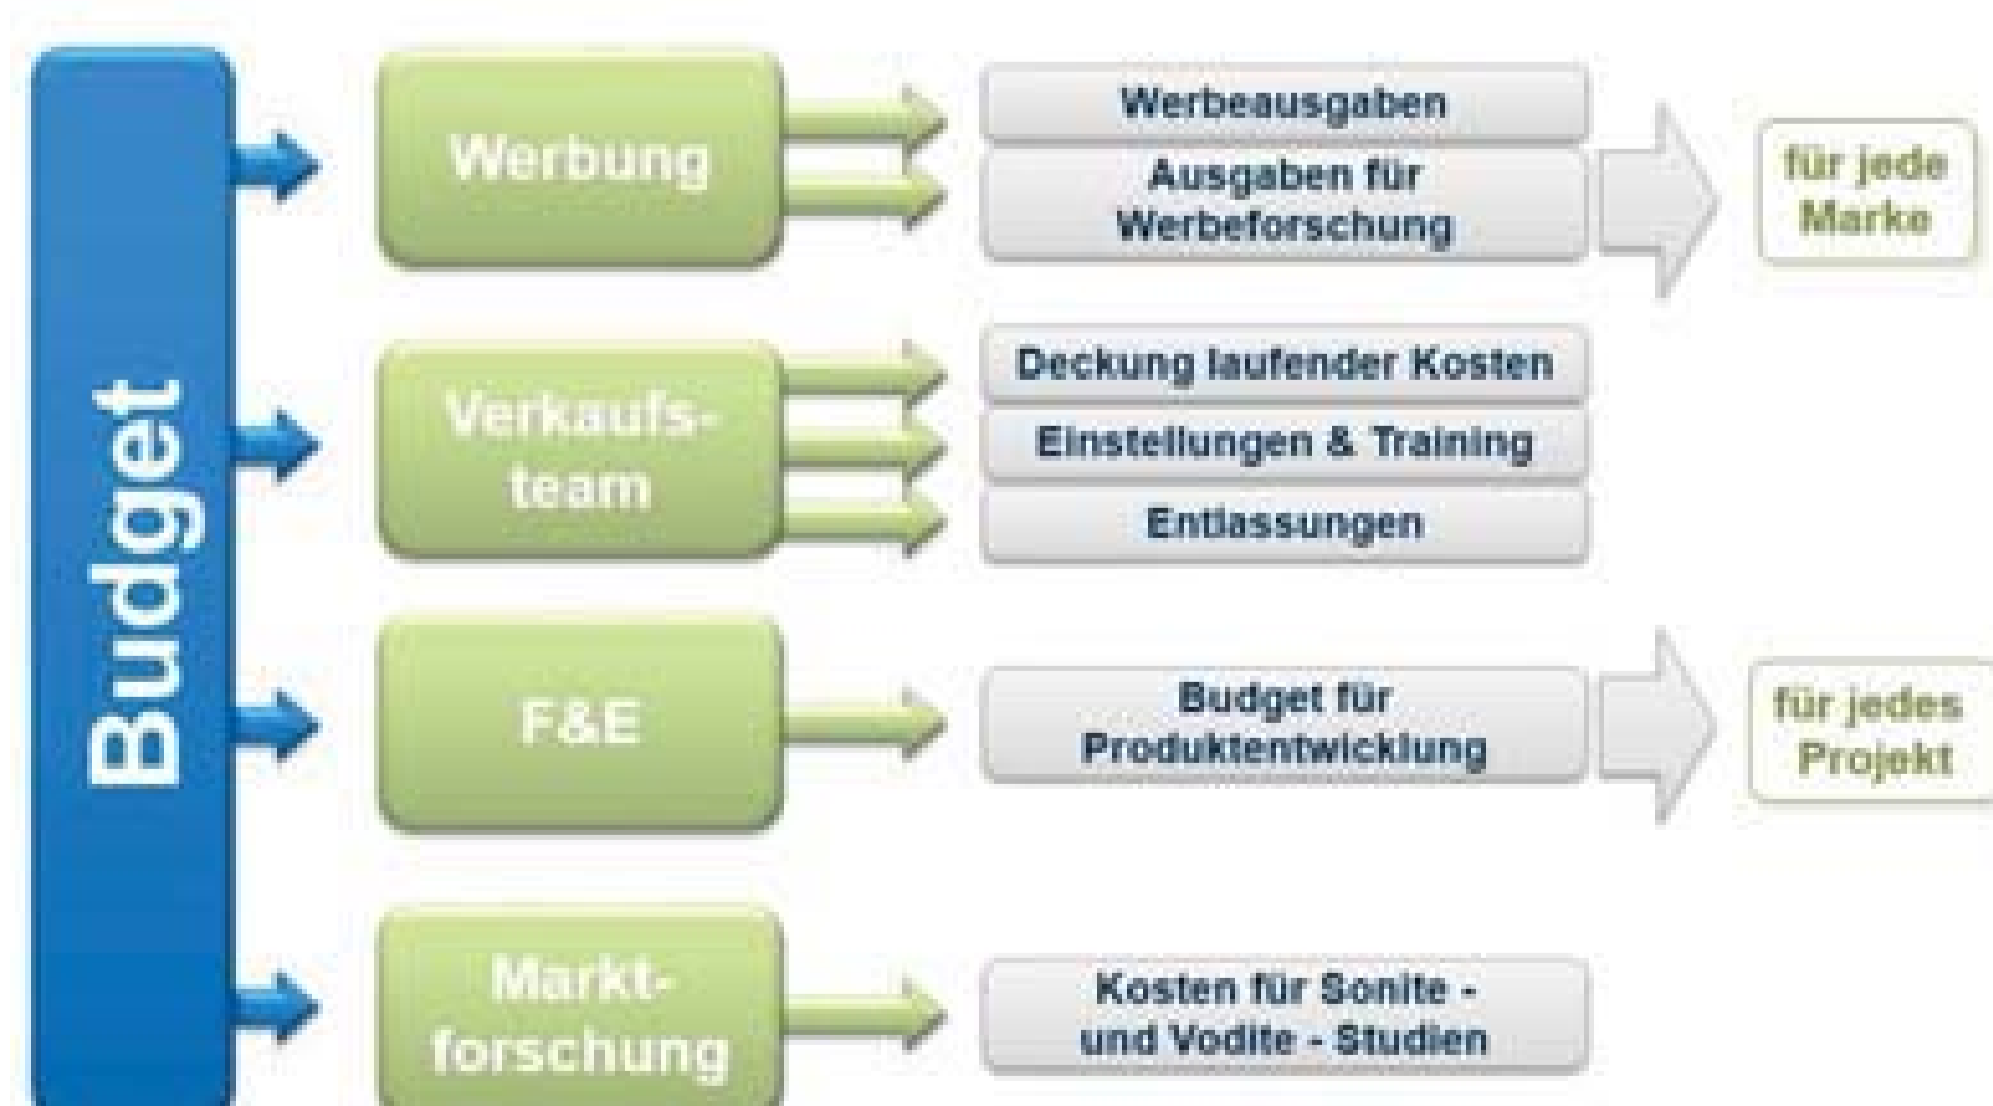 Budget
Werbung
Werbeausgaben
Ausgaben für
Werbeforschung
für jede
Marke
Verkaufs-
team
Deckung laufender Kosten
Einstellungen & Training
Entlassungen
F&E
Budget für
Produktentwicklung
für jedes
Projekt
Markt-
forschung
Kosten für Sonite -
und Vodite - Studien